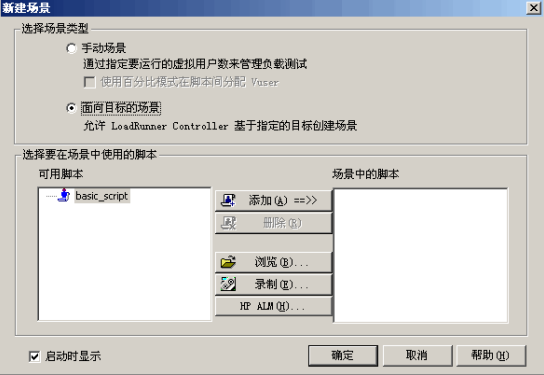 新建场景
选择场景类型
手动场景
通过指定要运行的虚拟用户数来管理负载测试
使用百分比模式在脚本间分配 Vuser
面向目标的场景
允许 LoadRunner Controller 基于指定的目标创建场景
选择要在场景中使用的脚本
可用脚本
场景中的脚本
basic_script
添加(A) ==>>
删除(R)
浏览(B)...
录制(E)...
HP ALM(H)...
启动时显示
确定
取消
帮助(H)